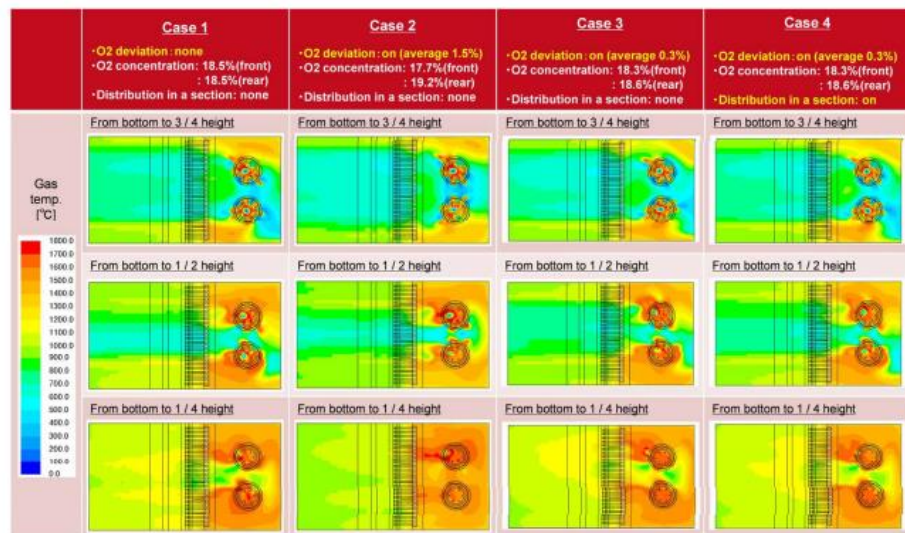 Case 1
・O2 deviation：none
・O2 concentration: 18.5%(front)
: 18.5%(rear)
・Distribution in a section: none
Case 2
・O2 deviation：on (average 1.5%)
・O2 concentration: 17.7%(front)
: 19.2%(rear)
・Distribution in a section: none
Case 3
・O2 deviation：on (average 0.3%)
・O2 concentration: 18.3%(front)
: 18.6%(rear)
・Distribution in a section: none
Case 4
・O2 deviation：on (average 0.3%)
・O2 concentration: 18.3%(front)
: 18.6%(rear)
・Distribution in a section: on
From bottom to 3 / 4 height
From bottom to 3 / 4 height
From bottom to 3 / 4 height
From bottom to 3 / 4 height
Gas
temp.
[℃]
1800.0
1700.0
1600.0
1500.0
1400.0
1300.0
1200.0
1100.0
1000.0
900.0
800.0
700.0
600.0
500.0
400.0
300.0
200.0
100.0
0.0
From bottom to 1 / 2 height
From bottom to 1 / 2 height
From bottom to 1 / 2 height
From bottom to 1 / 2 height
From bottom to 1 / 4 height
From bottom to 1 / 4 height
From bottom to 1 / 4 height
From bottom to 1 / 4 height